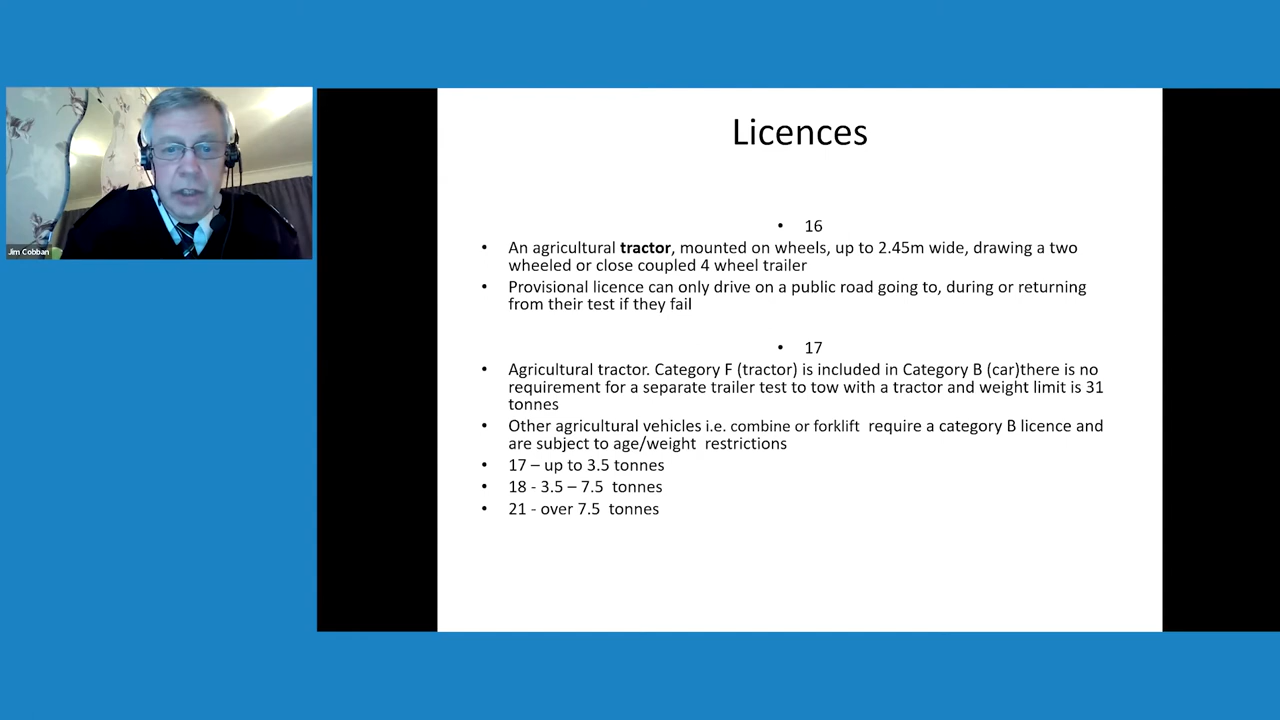 Licences
Jim Cobban
• 16
• An agricultural tractor, mounted on wheels, up to 2.45m wide, drawing a two
wheeled or close coupled 4 wheel trailer
• Provisional licence can only drive on a public road going to, during or returning
from their test if they fail
• 17
• Agricultural tractor. Category F (tractor) is included in Category B (car)there is no
requirement for a separate trailer test to tow with a tractor and weight limit is 31
tonnes
• Other agricultural vehicles i.e. combine or forklift require a category B licence and
are subject to age/weight restrictions
• 17 – up to 3.5 tonnes
• 18 - 3.5 – 7.5 tonnes
• 21 - over 7.5 tonnes